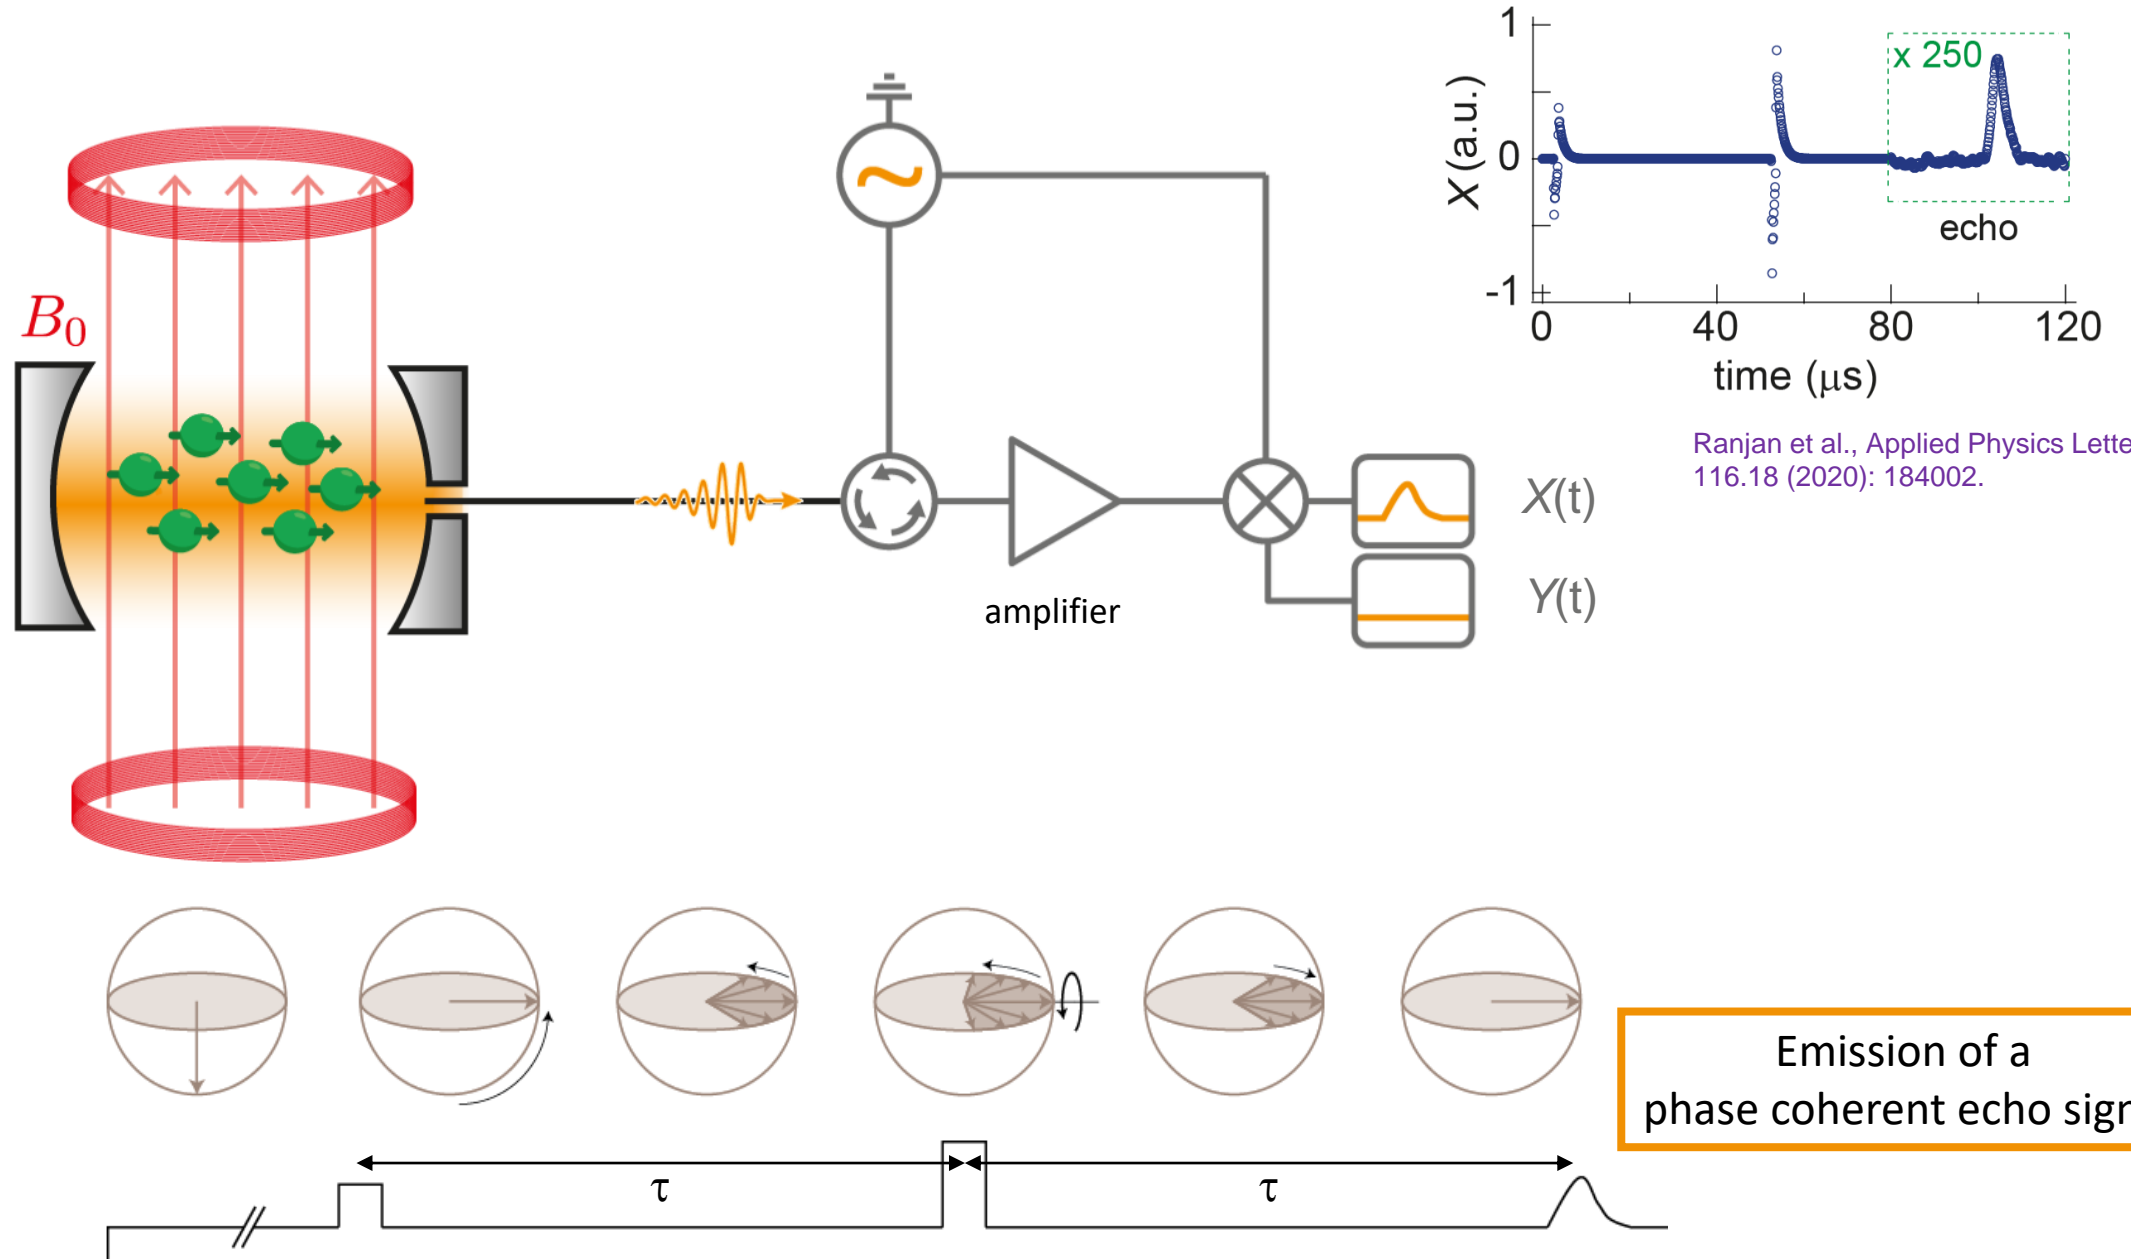 B₀
amplifier
X(t)
Y(t)
X (a.u.)
1
0
-1
x 250
echo
0 40 80 120
time (μs)
Ranjan et al., Applied Physics Lette
116.18 (2020): 184002.
τ τ
Emission of a
phase coherent echo sign